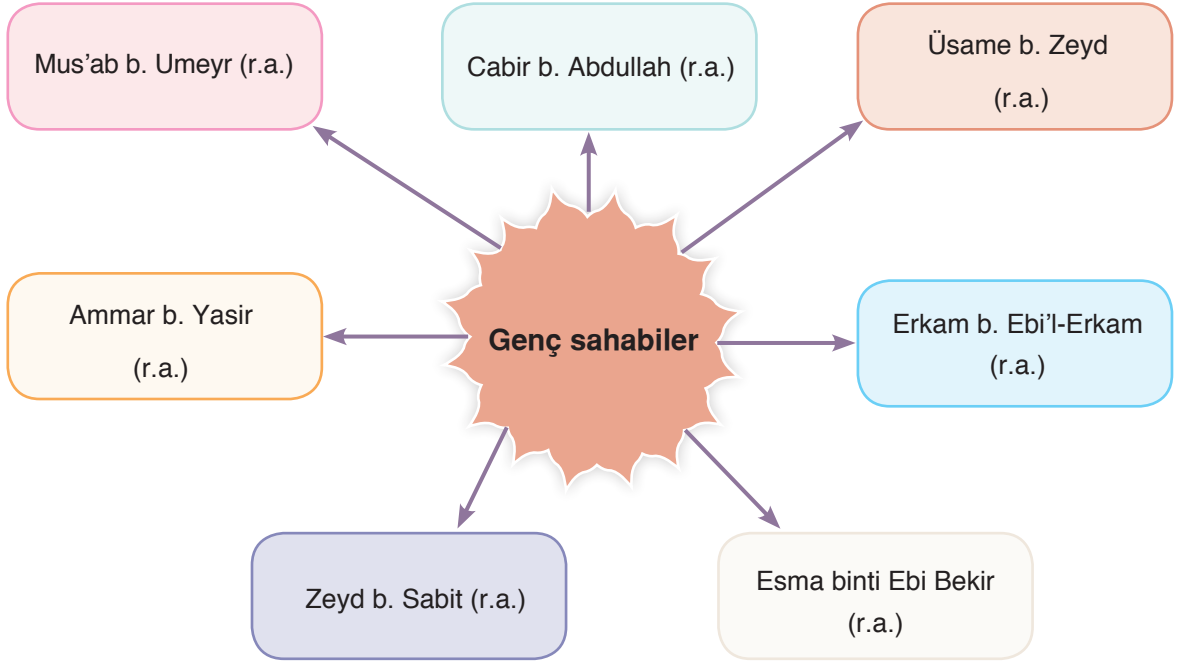 Mus’ab b. Umeyr (r.a.)
Cabir b. Abdullah (r.a.)
Üsame b. Zeyd
(r.a.)
Ammar b. Yasir
(r.a.)
Genç sahabiler
Erkam b. Ebi’l-Erkam
(r.a.)
Zeyd b. Sabit (r.a.)
Esma binti Ebi Bekir
(r.a.)